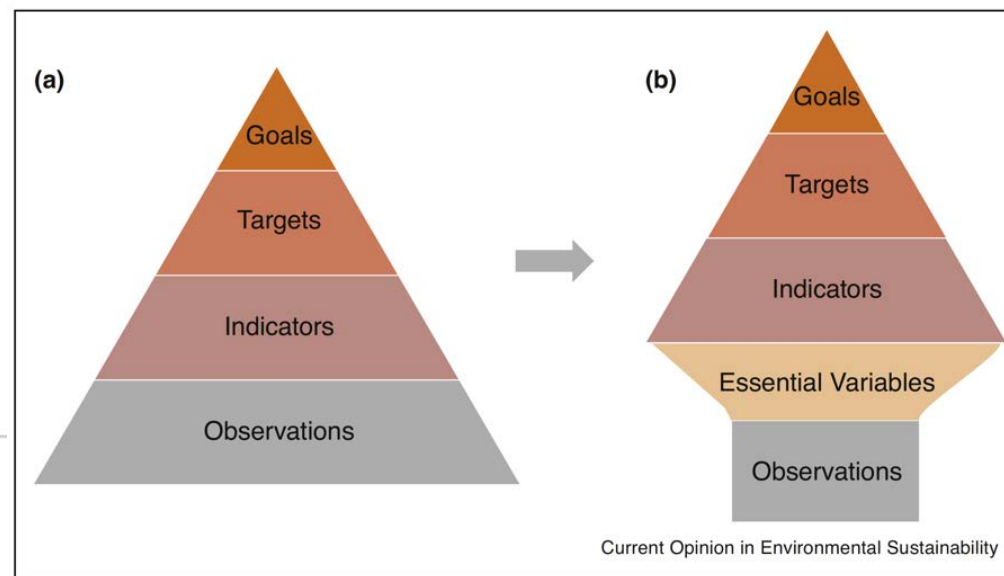 (a)
Goals
Targets
Indicators
Observations
(b)
Goals
Targets
Indicators
Essential Variables
Observations
Current Opinion in Environmental Sustainability